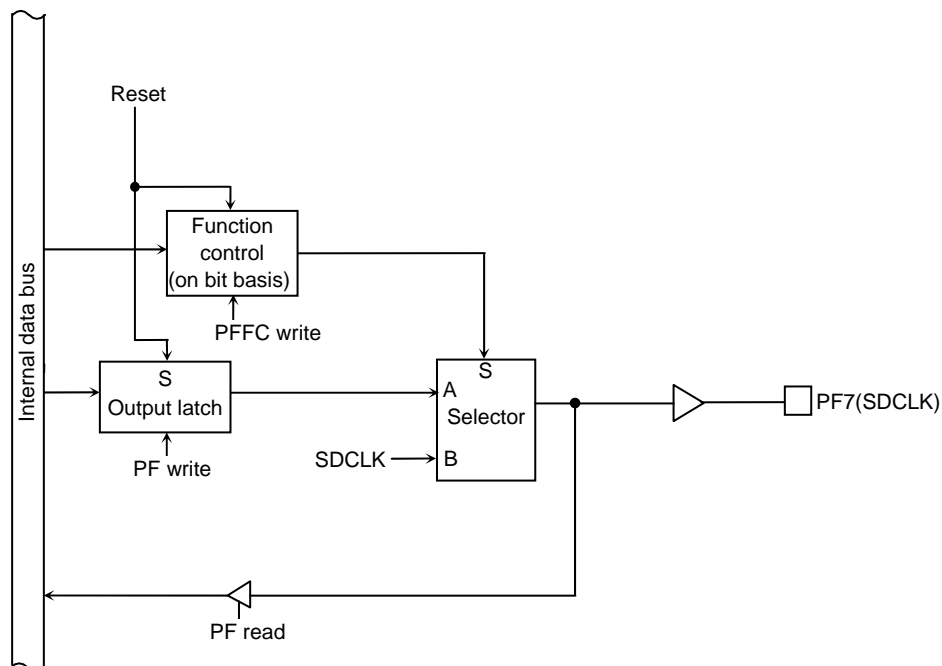 Reset
Function
control
(on bit basis)
PFFC write
Internal data bus
S
Output latch
PF write
S
A
Selector
B
SDCLK
PF7(SDCLK)
PF read